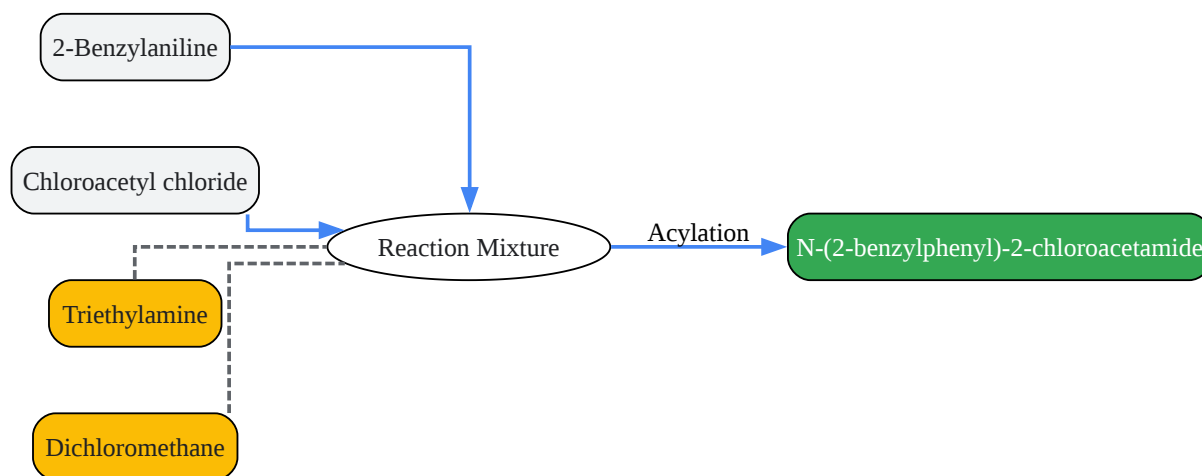 2-Benzylaniline
Chloroacetyl chloride
Reaction Mixture
Acylation
N-(2-benzylphenyl)-2-chloroacetamide
Triethylamine
Dichloromethane